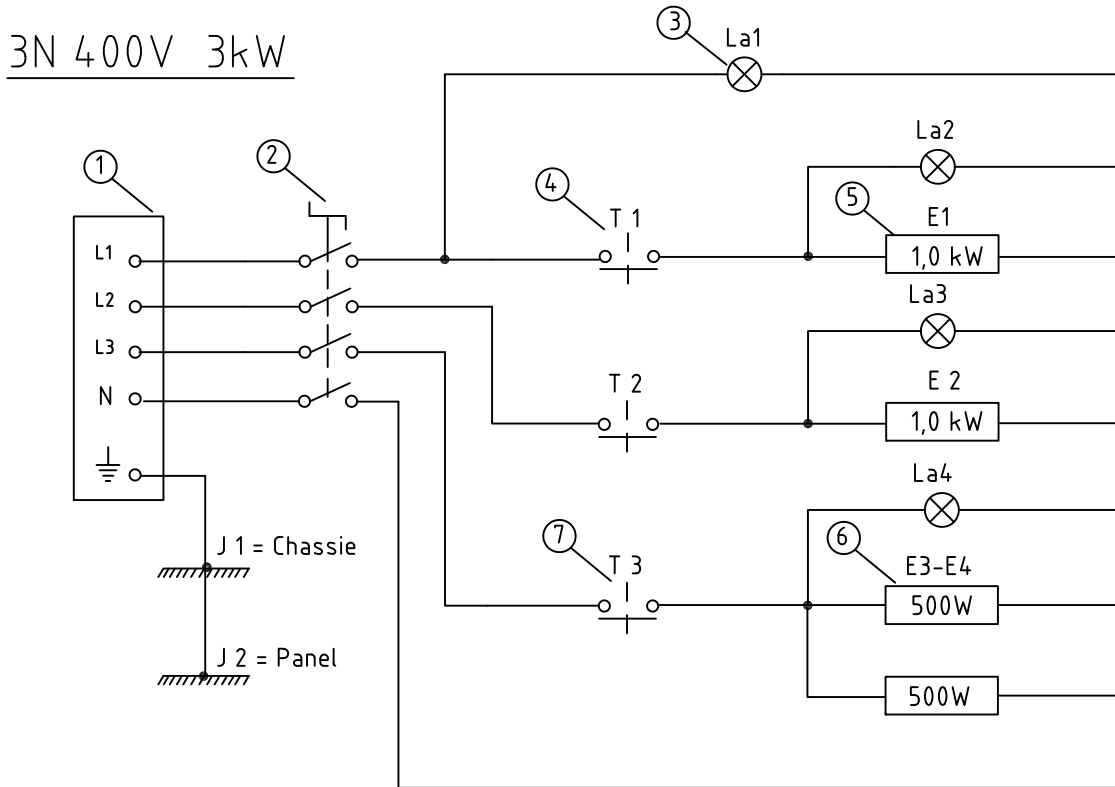 3N 400V 3kW
3
La1
1
2
La2
4
5
T 1
E1
L1
1,0 kW
La3
L2
L3
T 2
E 2
N
1,0 kW
La4
7
6
J 1 = Chassie
T 3
E3-E4
500W
J 2 = Panel
500W